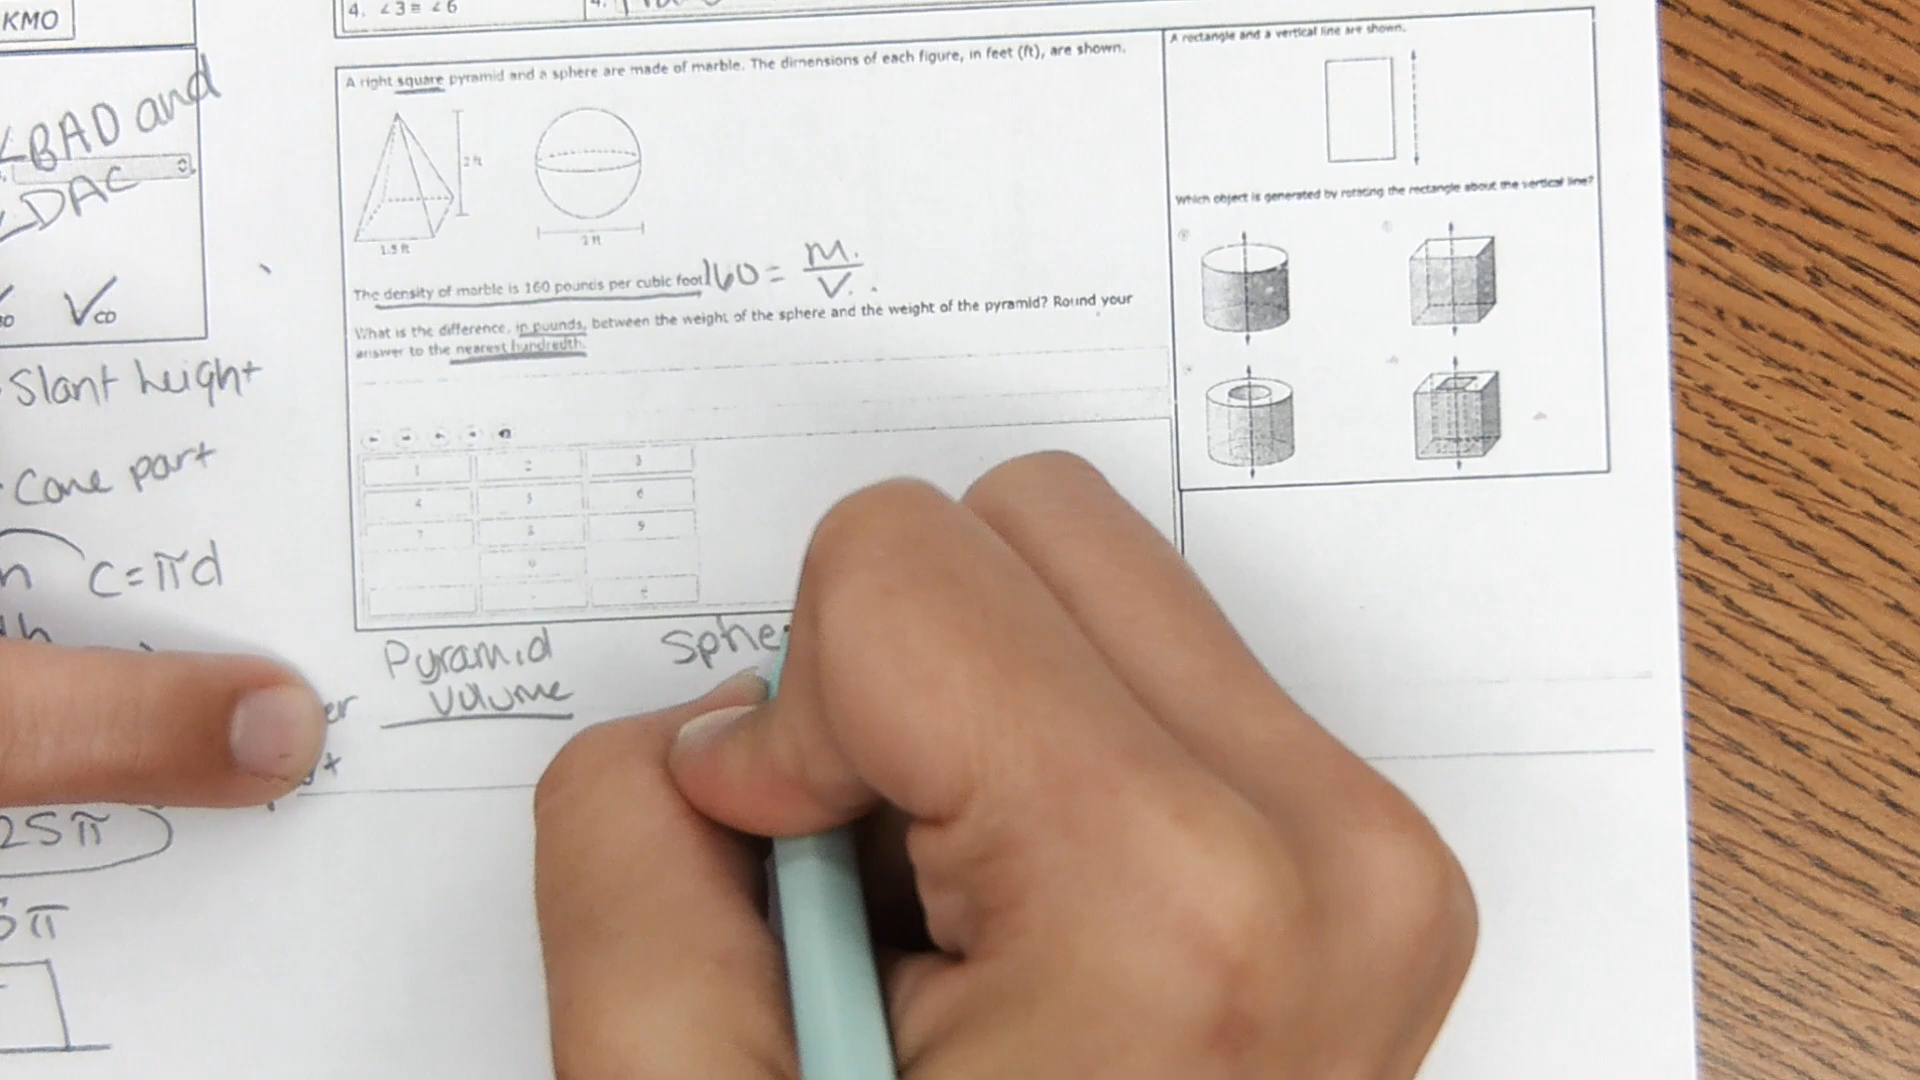 KMO
<BAD and
<DAC
VCD
Slant height
Cone part
C=πd
er
25π
π
4. ∠3 ≅ ∠6
A right square pyramid and a sphere are made of marble. The dimensions of each figure, in feet (ft), are shown.
2 ft
1.5 ft
The density of marble is 160 pounds per cubic foot.
160 = m. / V.
What is the difference, in pounds, between the weight of the sphere and the weight of the pyramid? Round your
answer to the nearest hundredth.
1 2 3
4 5 6
7 8 9
0
Pyramid
Volume
Sphe
A rectangle and a vertical line are shown.
Which object is generated by rotating the rectangle about the vertical line?